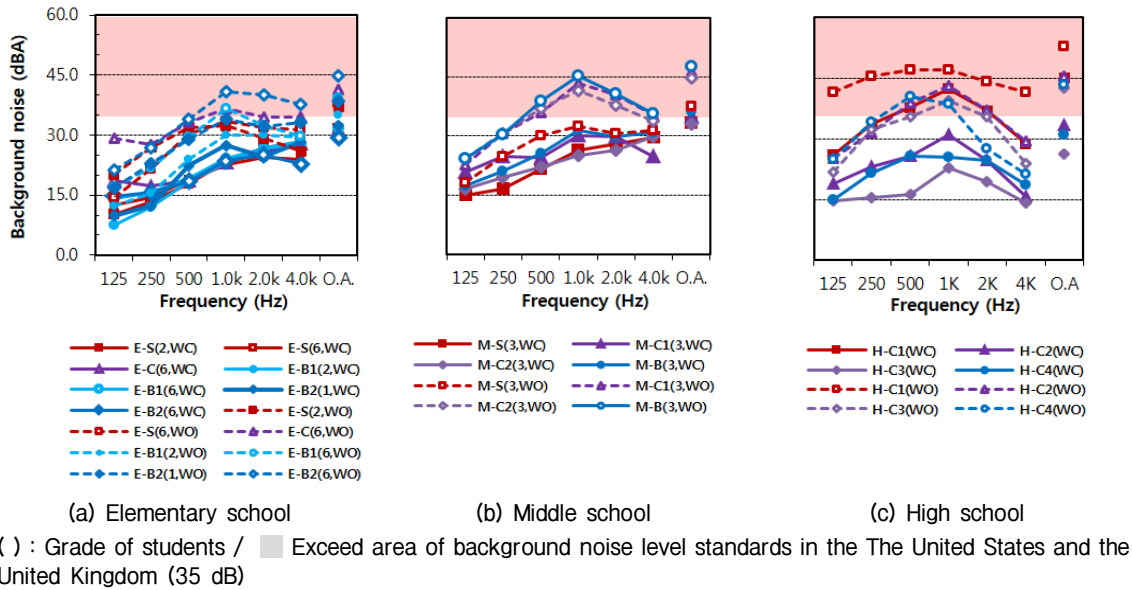 Background noise (dBA)
60.0
45.0
30.0
15.0
0.0
125 250 500 1.0k 2.0k 4.0k O.A.
Frequency (Hz)
125 250 500 1.0k 2.0k 4.0k O.A.
Frequency (Hz)
125 250 500 1K 2K 4K O.A
Frequency (Hz)
E-S(2,WC) E-S(6,WC)
E-C(6,WC) E-B1(2,WC)
E-B1(6,WC) E-B2(1,WC)
E-B2(6,WC) E-S(2,WO)
E-S(6,WO) E-C(6,WO)
E-B1(2,WO) E-B1(6,WO)
E-B2(1,WO) E-B2(6,WO)
M-S(3,WC) M-C1(3,WC)
M-C2(3,WC) M-B(3,WC)
M-S(3,WO) M-C1(3,WO)
M-C2(3,WO) M-B(3,WO)
H-C1(WC) H-C2(WC)
H-C3(WC) H-C4(WC)
H-C1(WO) H-C2(WO)
H-C3(WO) H-C4(WO)
(a) Elementary school
(b) Middle school
(c) High school
( ) : Grade of students / Exceed area of background noise level standards in the The United States and the
United Kingdom (35 dB)